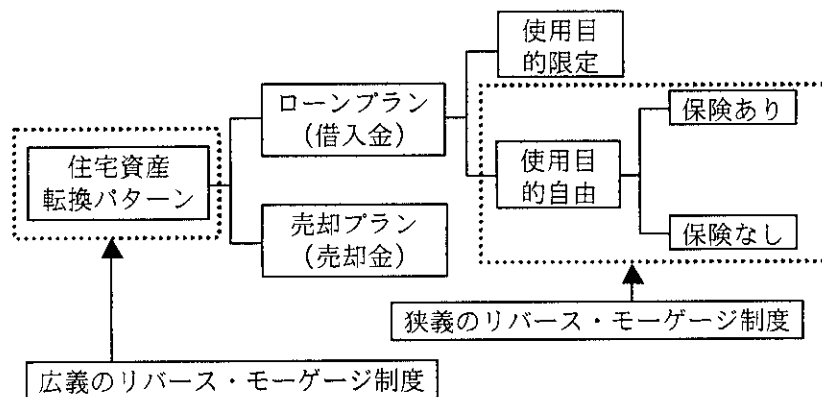 使用目
的限定
ローンプラン
(借入金)
保険あり
住宅資産
転換パターン
使用目
的自由
売却プラン
(売却金)
保険なし
狭義のリバース・モーゲージ制度
広義のリバース・モーゲージ制度